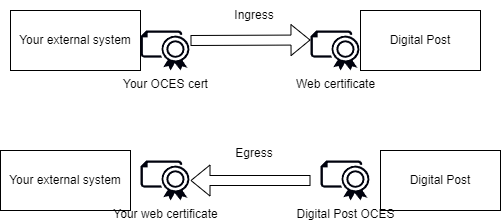 Ingress
Your external system
Digital Post
Your OCES cert
Web certificate
Egress
Your external system
Digital Post
Your web certificate
Digital Post OCES